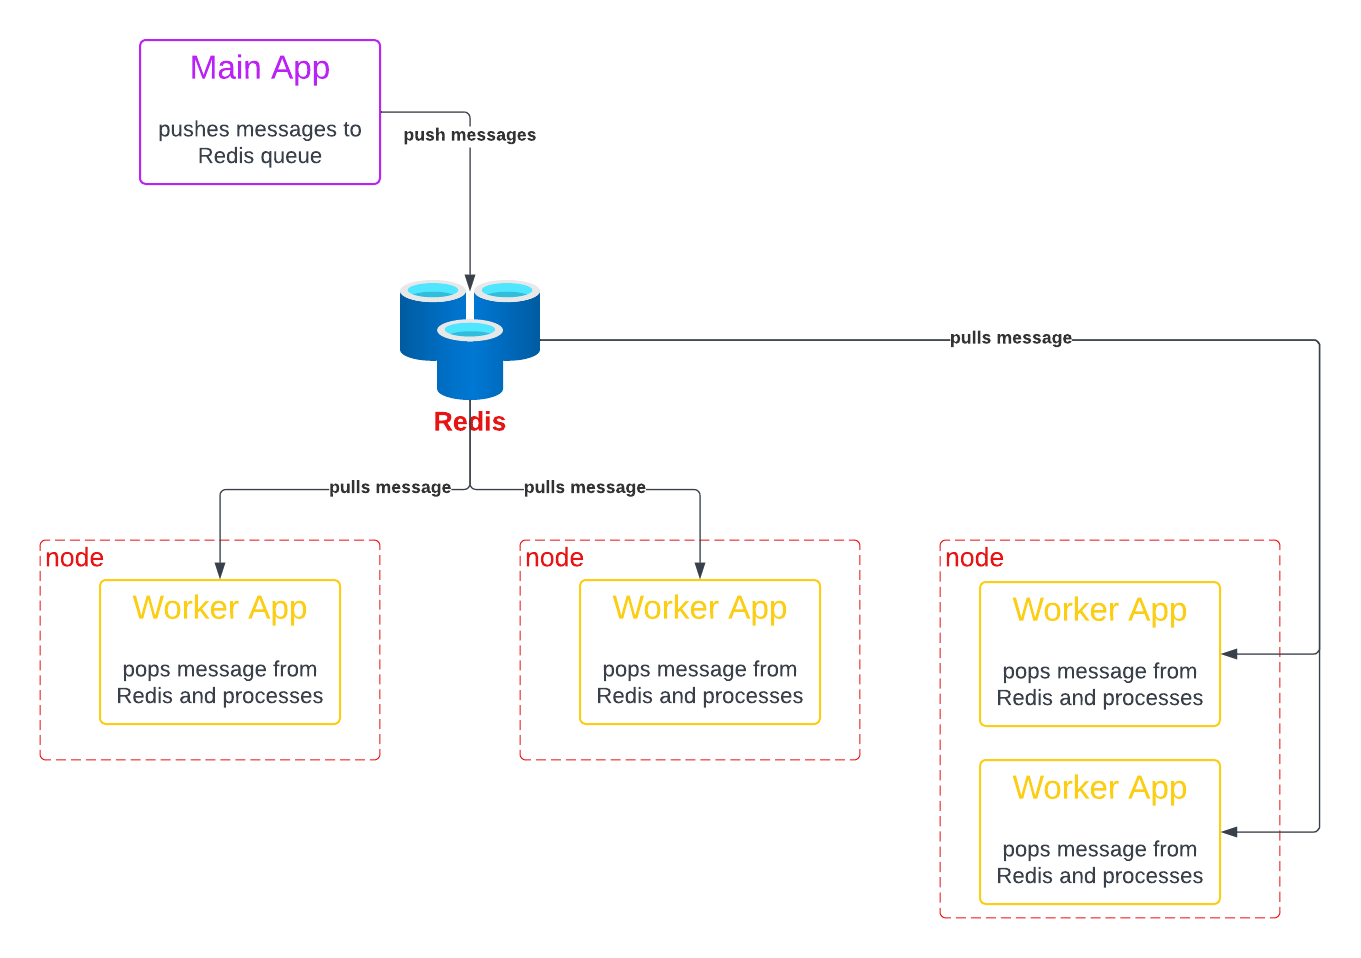 Main App
pushes messages to
Redis queue
push messages
pulls message
Redis
pulls message
pulls message
node
Worker App
pops message from
Redis and processes
node
Worker App
pops message from
Redis and processes
node
Worker App
pops message from
Redis and processes
Worker App
pops message from
Redis and processes